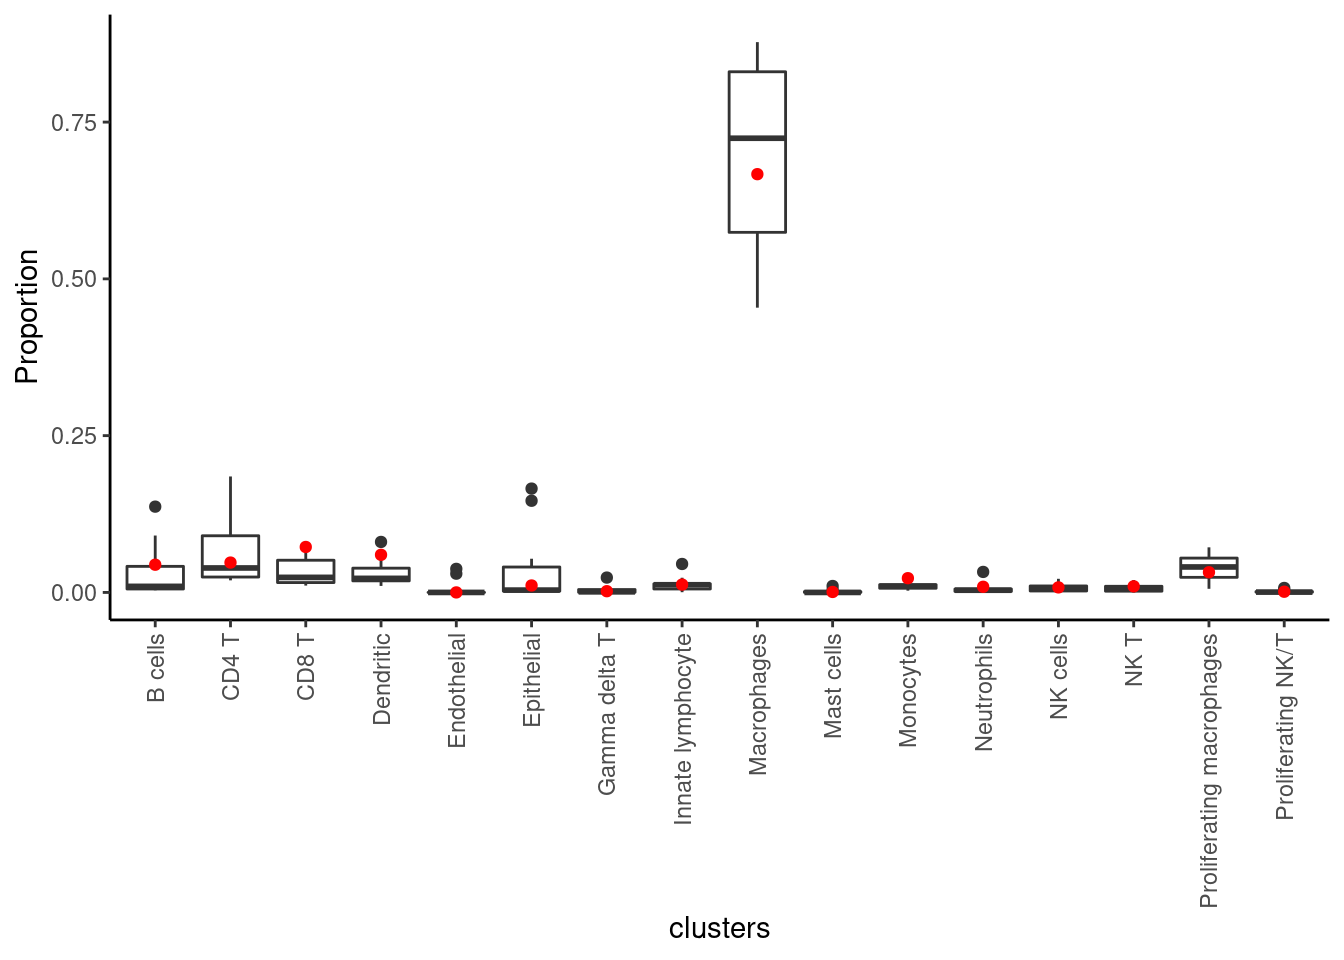 Proportion
0.75
0.50
0.25
0.00
B cells
CD4 T
CD8 T
Dendritic
Endothelial
Epithelial
Gamma delta T
Innate lymphocyte
Macrophages
Mast cells
Monocytes
Neutrophils
NK cells
NK T
Proliferating macrophages
Proliferating NK/T
clusters